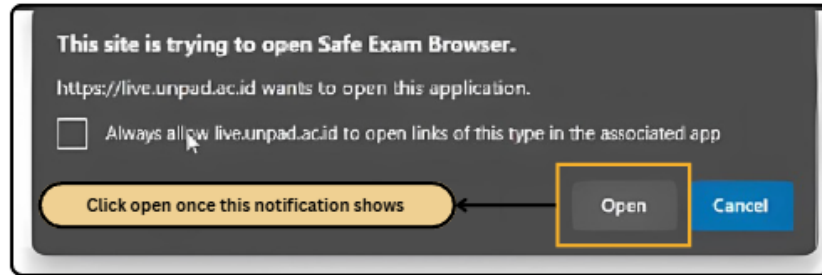 This site is trying to open Safe Exam Browser.
https://live.unpad.ac.id wants to open this application.
Always allow live.unpad.ac.id to open links of this type in the associated app
Click open once this notification shows
Open
Cancel